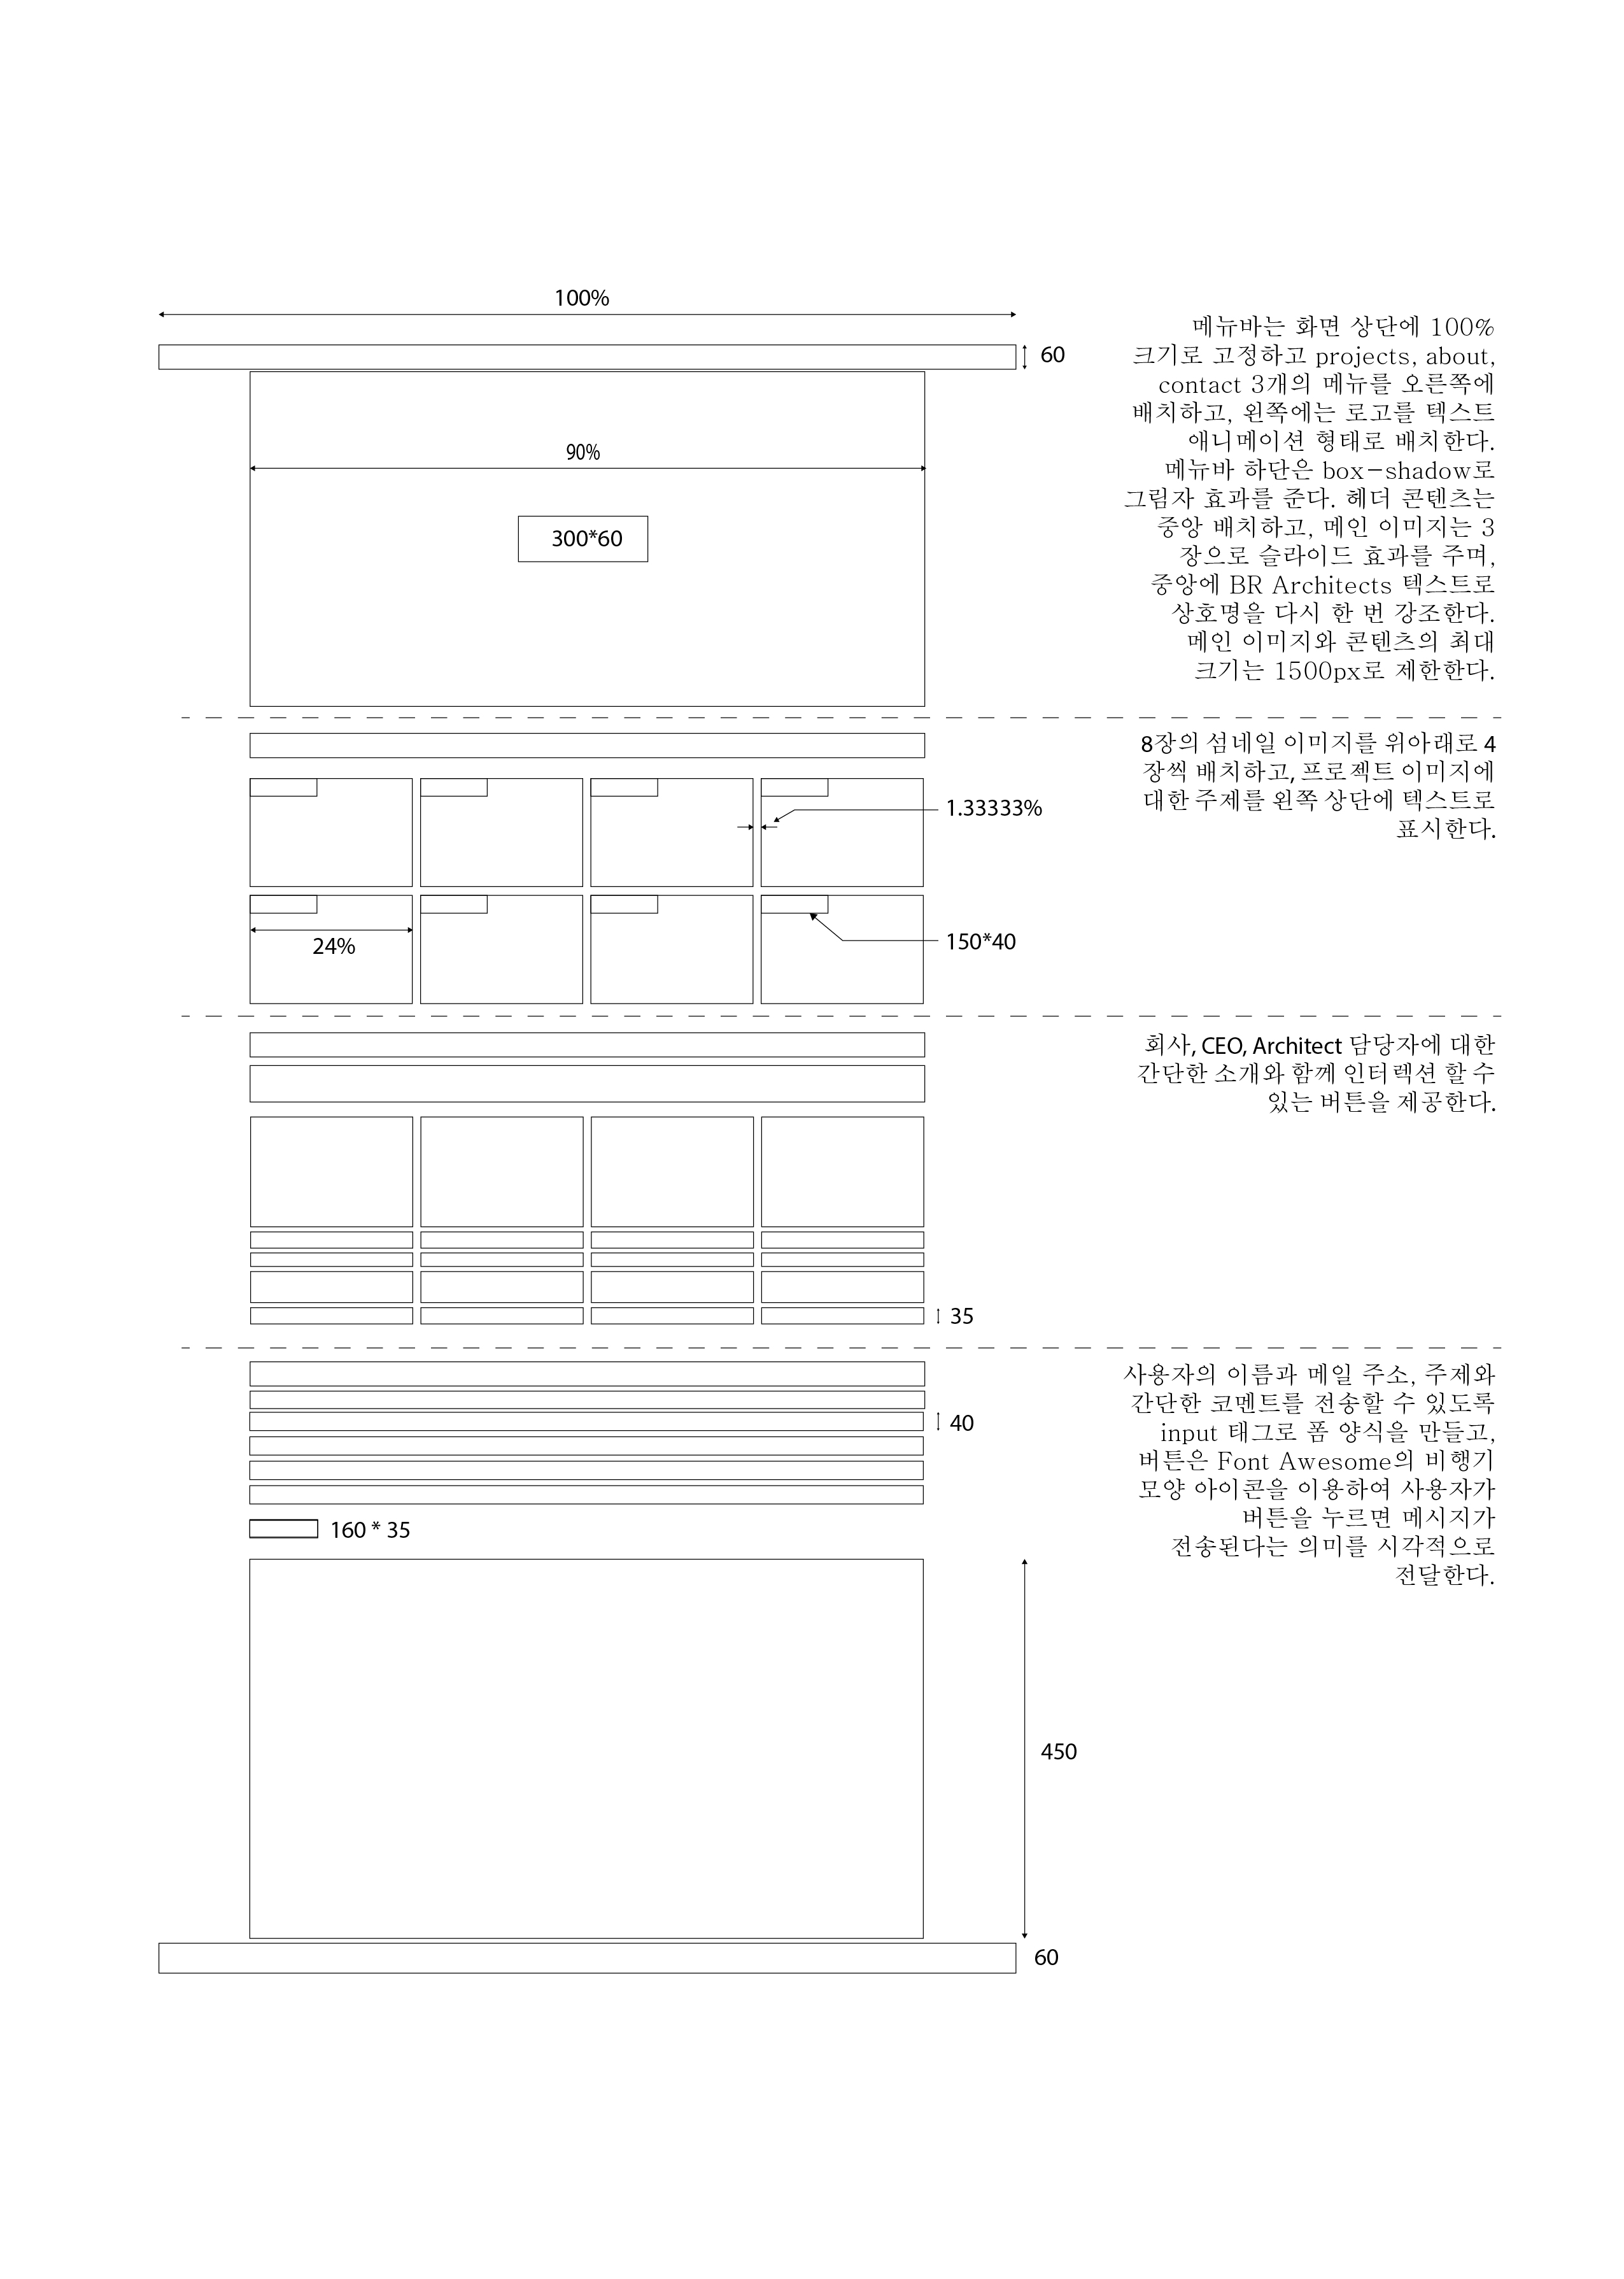 100%
60
90%
300*60
메뉴바는 화면 상단에 100%
크기로 고정하고 projects, about,
contact 3개의 메뉴를 오른쪽에
배치하고, 왼쪽에는 로고를 텍스트
애니메이션 형태로 배치한다.
메뉴바 하단은 box-shadow로
그림자 효과를 준다. 헤더 콘텐츠는
중앙 배치하고, 메인 이미지는 3
장으로 슬라이드 효과를 주며,
중앙에 BR Architects 텍스트로
상호명을 다시 한 번 강조한다.
메인 이미지와 콘텐츠의 최대
크기는 1500px로 제한한다.
1.33333%
24%
150*40
8장의 섬네일 이미지를 위아래로 4
장씩 배치하고, 프로젝트 이미지에
대한 주제를 왼쪽 상단에 텍스트로
표시한다.
35
회사, CEO, Architect 담당자에 대한
간단한 소개와 함께 인터렉션 할 수
있는 버튼을 제공한다.
40
160 * 35
450
60
사용자의 이름과 메일 주소, 주제와
간단한 코멘트를 전송할 수 있도록
input 태그로 폼 양식을 만들고,
버튼은 Font Awesome의 비행기
모양 아이콘을 이용하여 사용자가
버튼을 누르면 메시지가
전송된다는 의미를 시각적으로
전달한다.